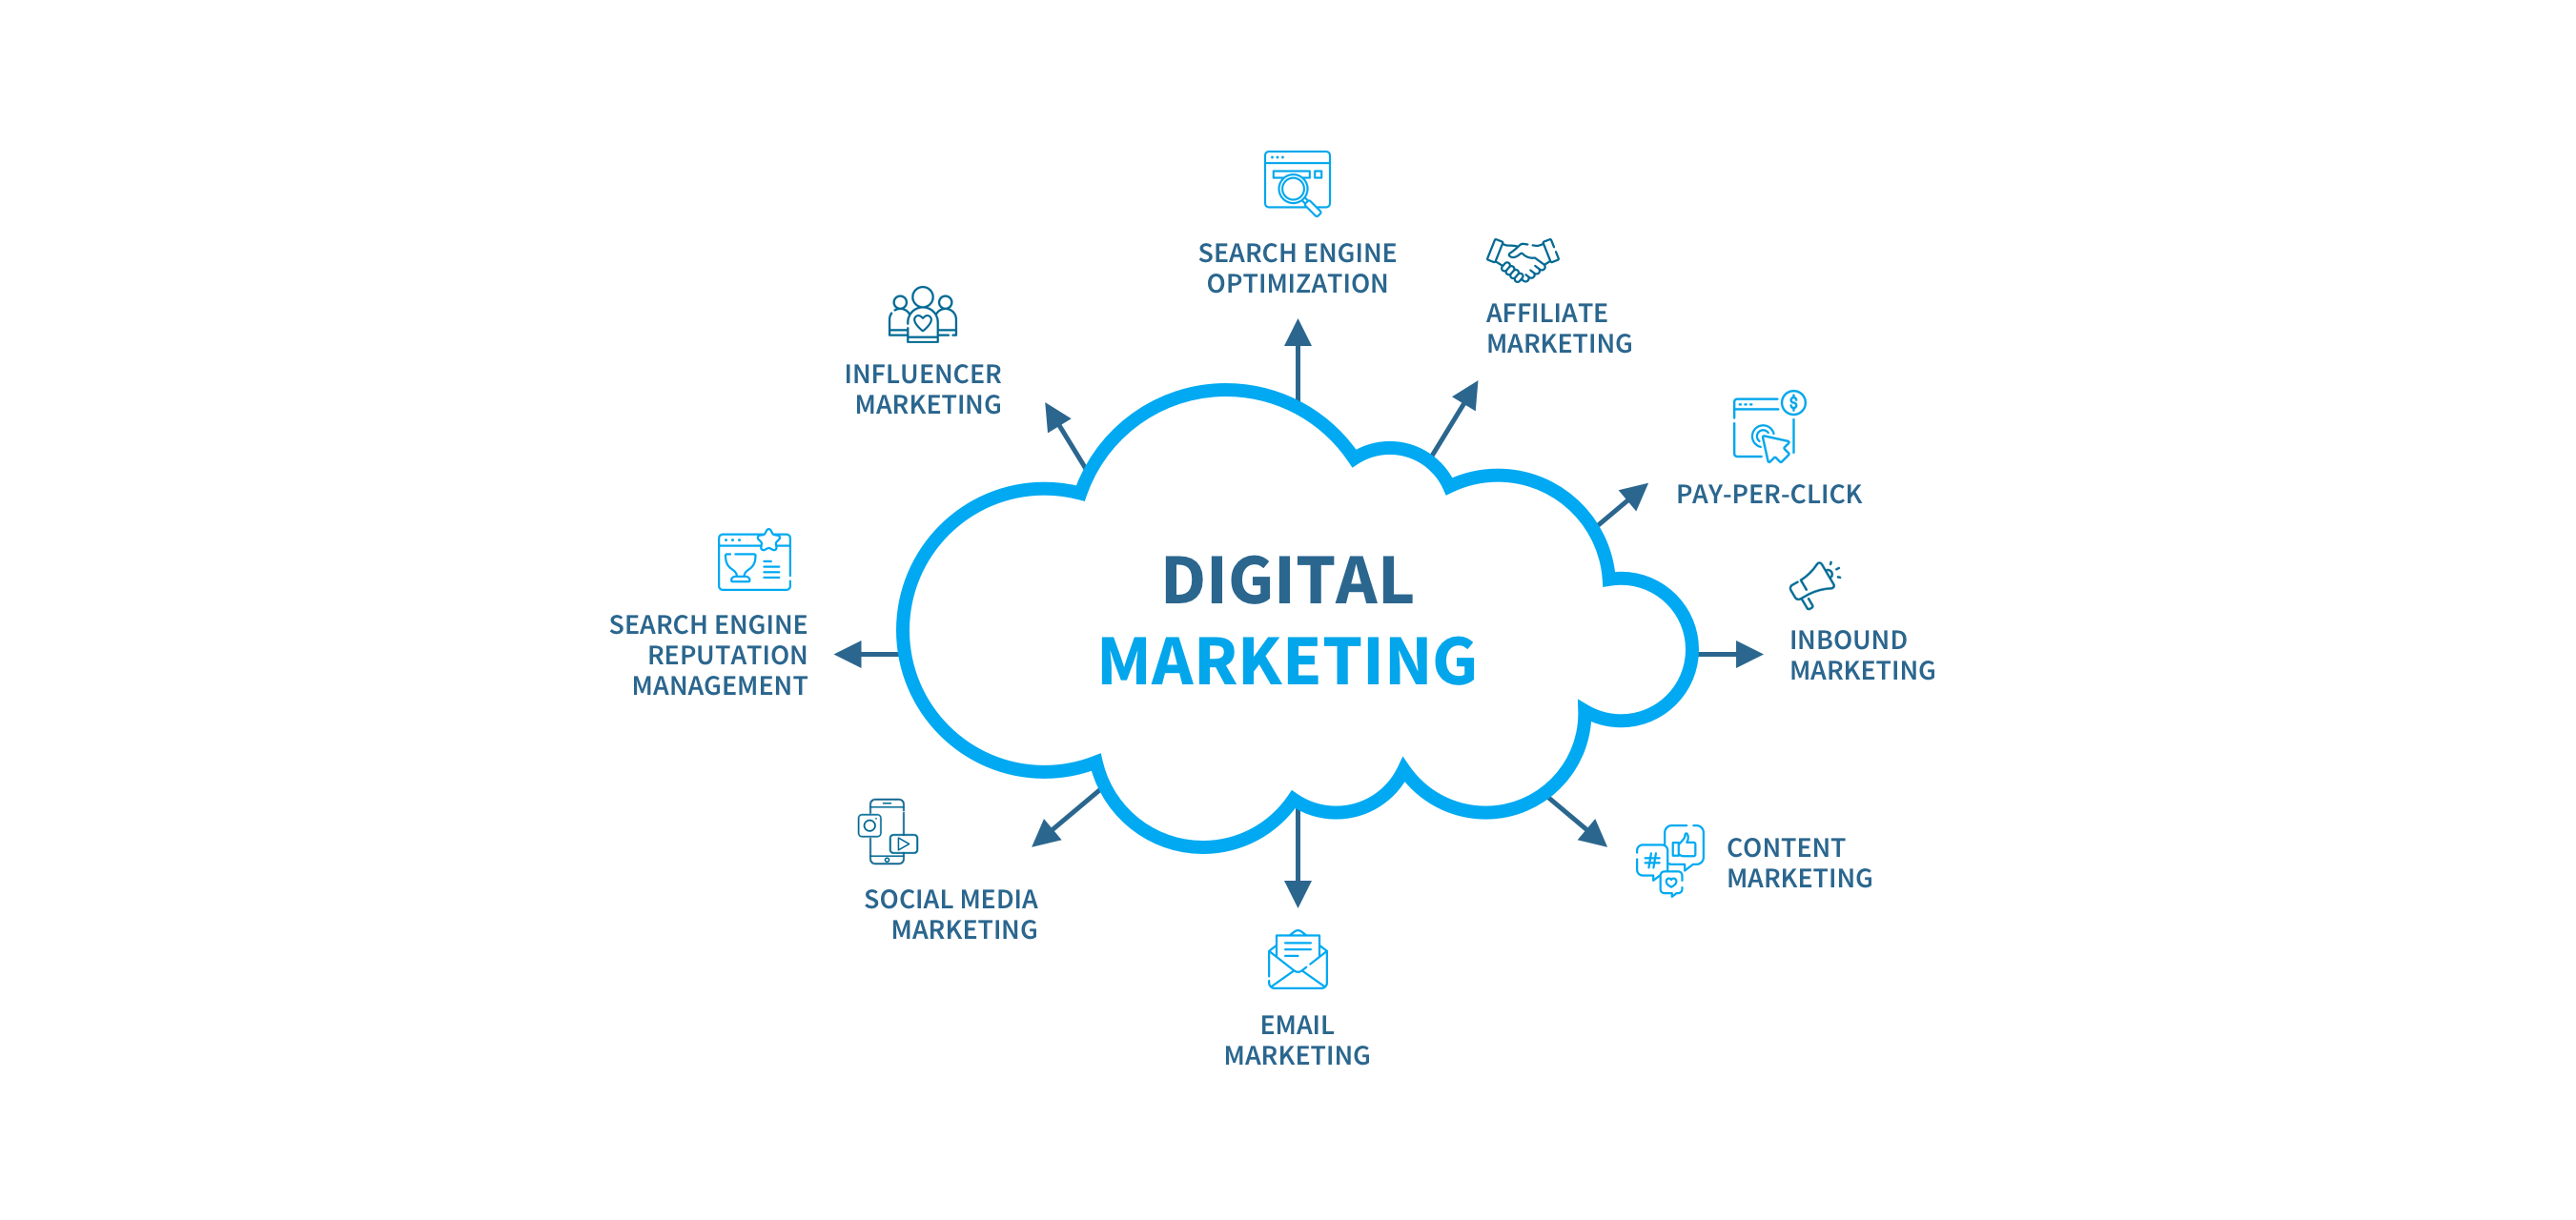 SEARCH ENGINE
OPTIMIZATION
AFFILIATE
MARKETING
INFLUENCER
MARKETING
$
PAY-PER-CLICK
DIGITAL
MARKETING
SEARCH ENGINE
REPUTATION
MANAGEMENT
INBOUND
MARKETING
#
CONTENT
MARKETING
SOCIAL MEDIA
MARKETING
EMAIL
MARKETING